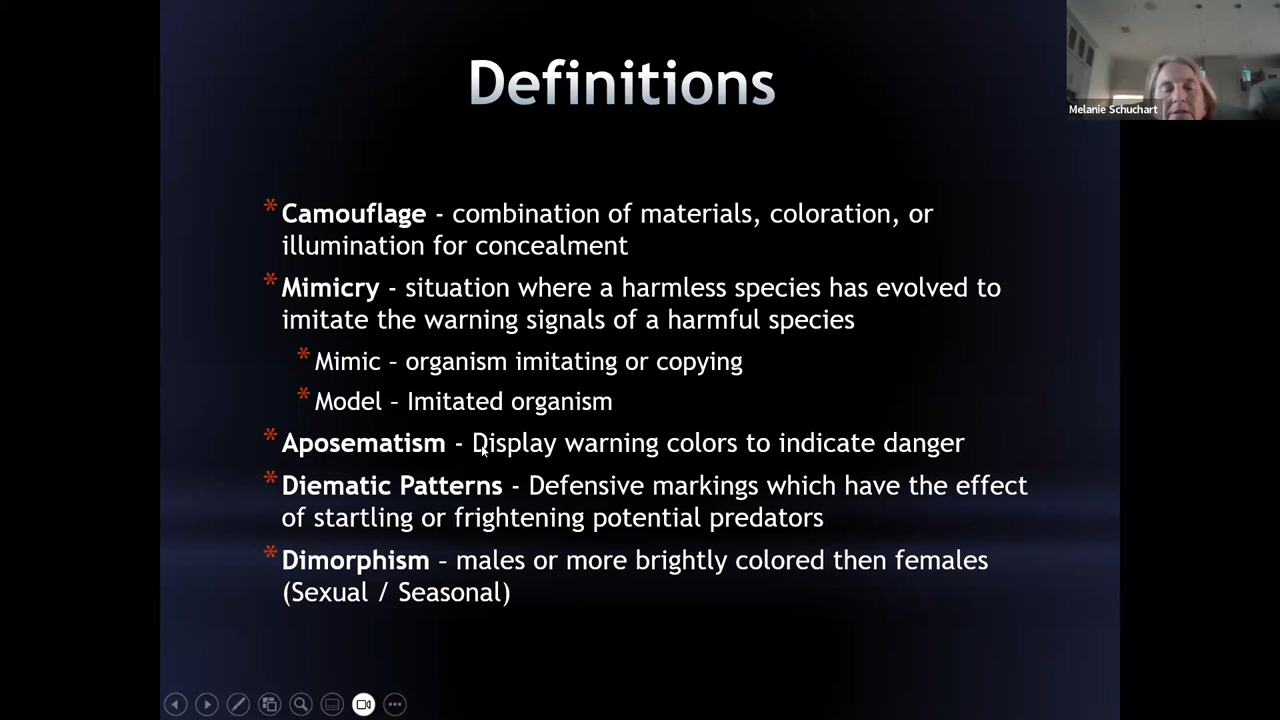 Definitions
Melanie Schuchart
* Camouflage - combination of materials, coloration, or
illumination for concealment
* Mimicry - situation where a harmless species has evolved to
imitate the warning signals of a harmful species
* Mimic – organism imitating or copying
* Model – Imitated organism
* Aposematism - Display warning colors to indicate danger
* Diematic Patterns - Defensive markings which have the effect
of startling or frightening potential predators
* Dimorphism – males or more brightly colored then females
(Sexual / Seasonal)